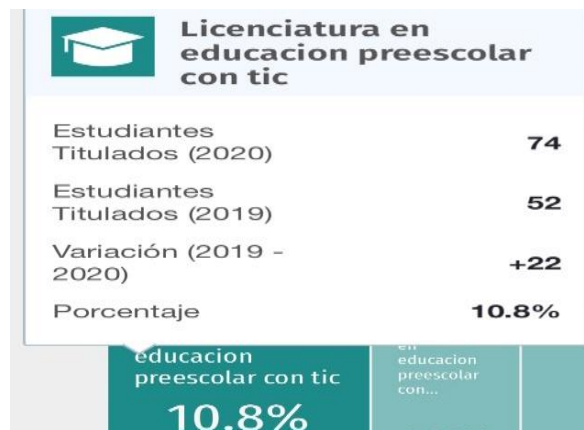 Licenciatura en
educacion preescolar
con tic
Estudiantes
Titulados (2020)
74
Estudiantes
Titulados (2019)
52
Variación (2019 -
2020)
+22
Porcentaje
10.8%
educacion
preescolar con tic
10.8%
en
educacion
preescolar
con...